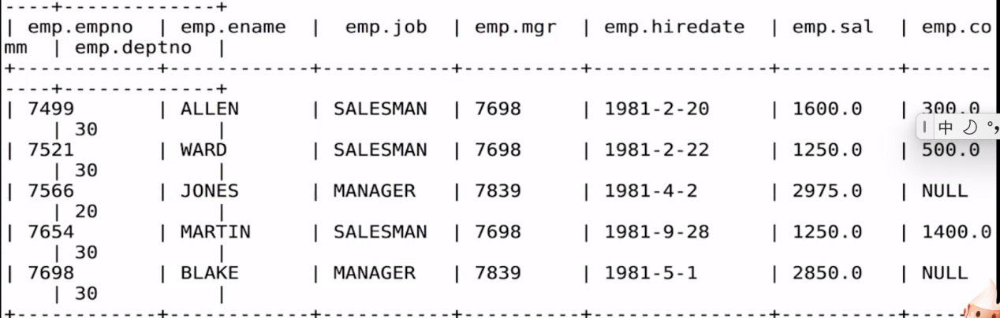 ----+--------------+
| emp.empno  | emp.ename  |  emp.job  | emp.mgr  | emp.hiredate  | emp.sal  | emp.co
mm  | emp.deptno  |
+------------+------------+-----------+----------+---------------+----------+-------
----+--------------+
| 7499       | ALLEN      | SALESMAN  | 7698     | 1981-2-20     | 1600.0   | 300.0
    | 30           |
| 7521       | WARD       | SALESMAN  | 7698     | 1981-2-22     | 1250.0   | 500.0
    | 30           |
| 7566       | JONES      | MANAGER   | 7839     | 1981-4-2      | 2975.0   | NULL
    | 20           |
| 7654       | MARTIN     | SALESMAN  | 7698     | 1981-9-28     | 1250.0   | 1400.0
    | 30           |
| 7698       | BLAKE      | MANAGER   | 7839     | 1981-5-1      | 2850.0   | NULL
    | 30           |
+------------+------------+-----------+----------+---------------+----------+-----
中